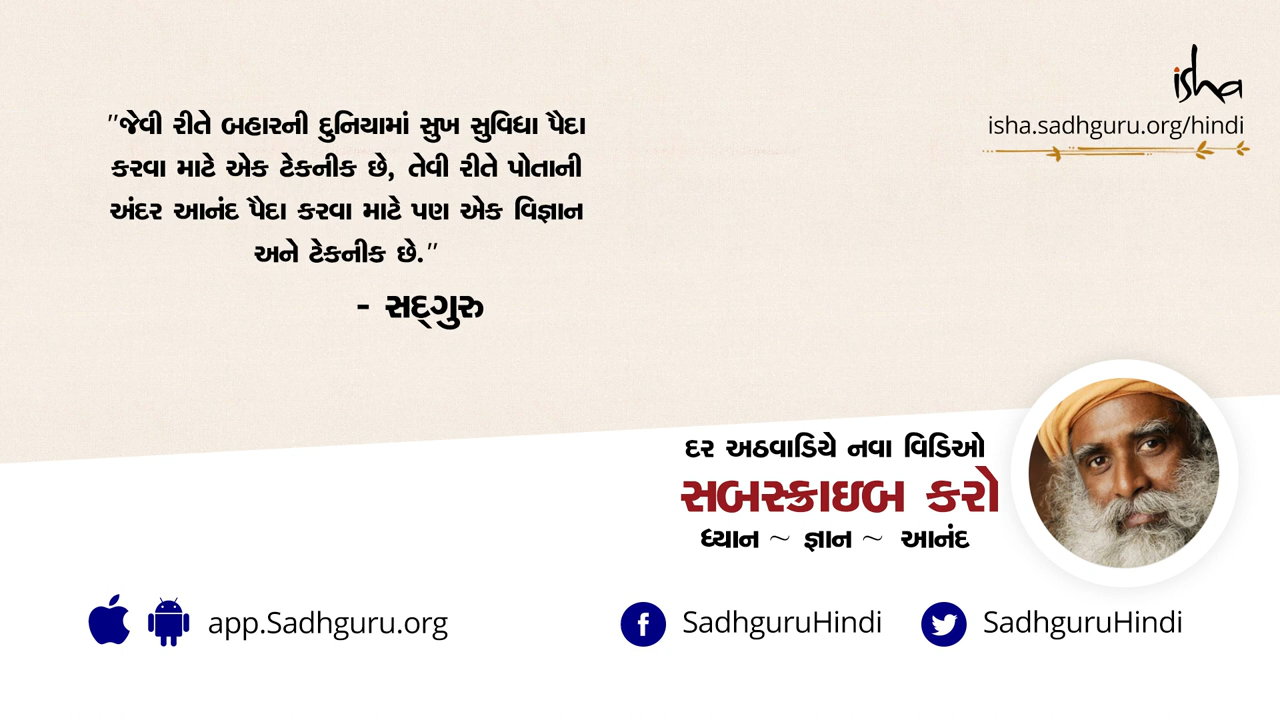 "જેવી રીતે બહારની દુનિયામાં સુખ સુવિધા પૈદા
કરવા માટે એક ટેકનીક છે, તેવી રીતે પોતાની
અંદર આનંદ પૈદા કરવા માટે પણ એક વિજ્ઞાન
અને ટેકનીક છે."
- સદ્‌ગુરુ
isha
isha.sadhguru.org/hindi
દર અઠવાડિયે નવા વિડિઓ
સબસ્ક્રાઇબ કરો
ધ્યાન ~ જ્ઞાન ~ આનંદ
app.Sadhguru.org
SadhguruHindi
SadhguruHindi